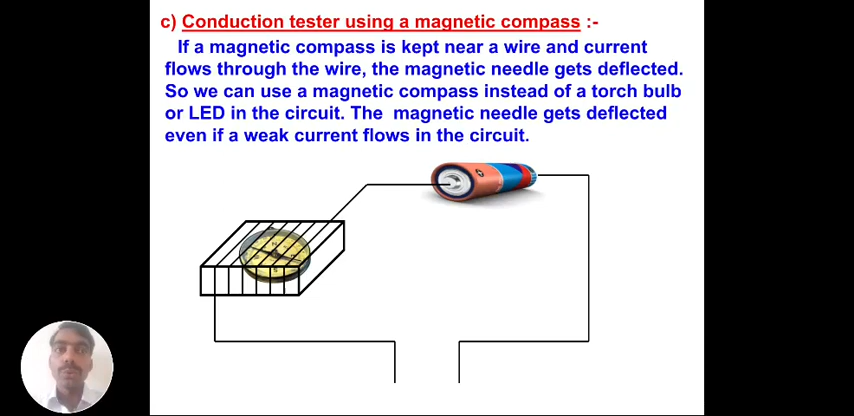 c) Conduction tester using a magnetic compass :-
If a magnetic compass is kept near a wire and current
flows through the wire, the magnetic needle gets deflected.
So we can use a magnetic compass instead of a torch bulb
or LED in the circuit. The magnetic needle gets deflected
even if a weak current flows in the circuit.